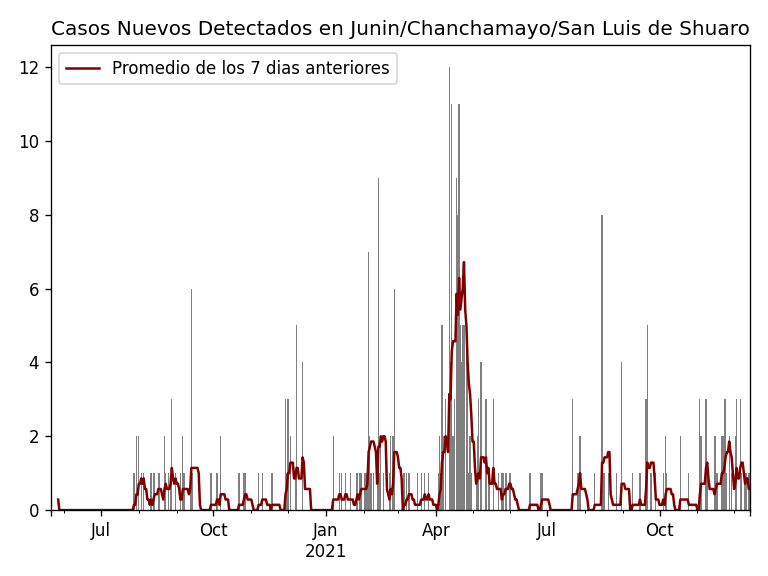 Casos Nuevos Detectados en Junin/Chanchamayo/San Luis de Shuaro
Promedio de los 7 dias anteriores
12
10
8
6
4
2
0
Jul
Oct
Jan
2021
Apr
Jul
Oct